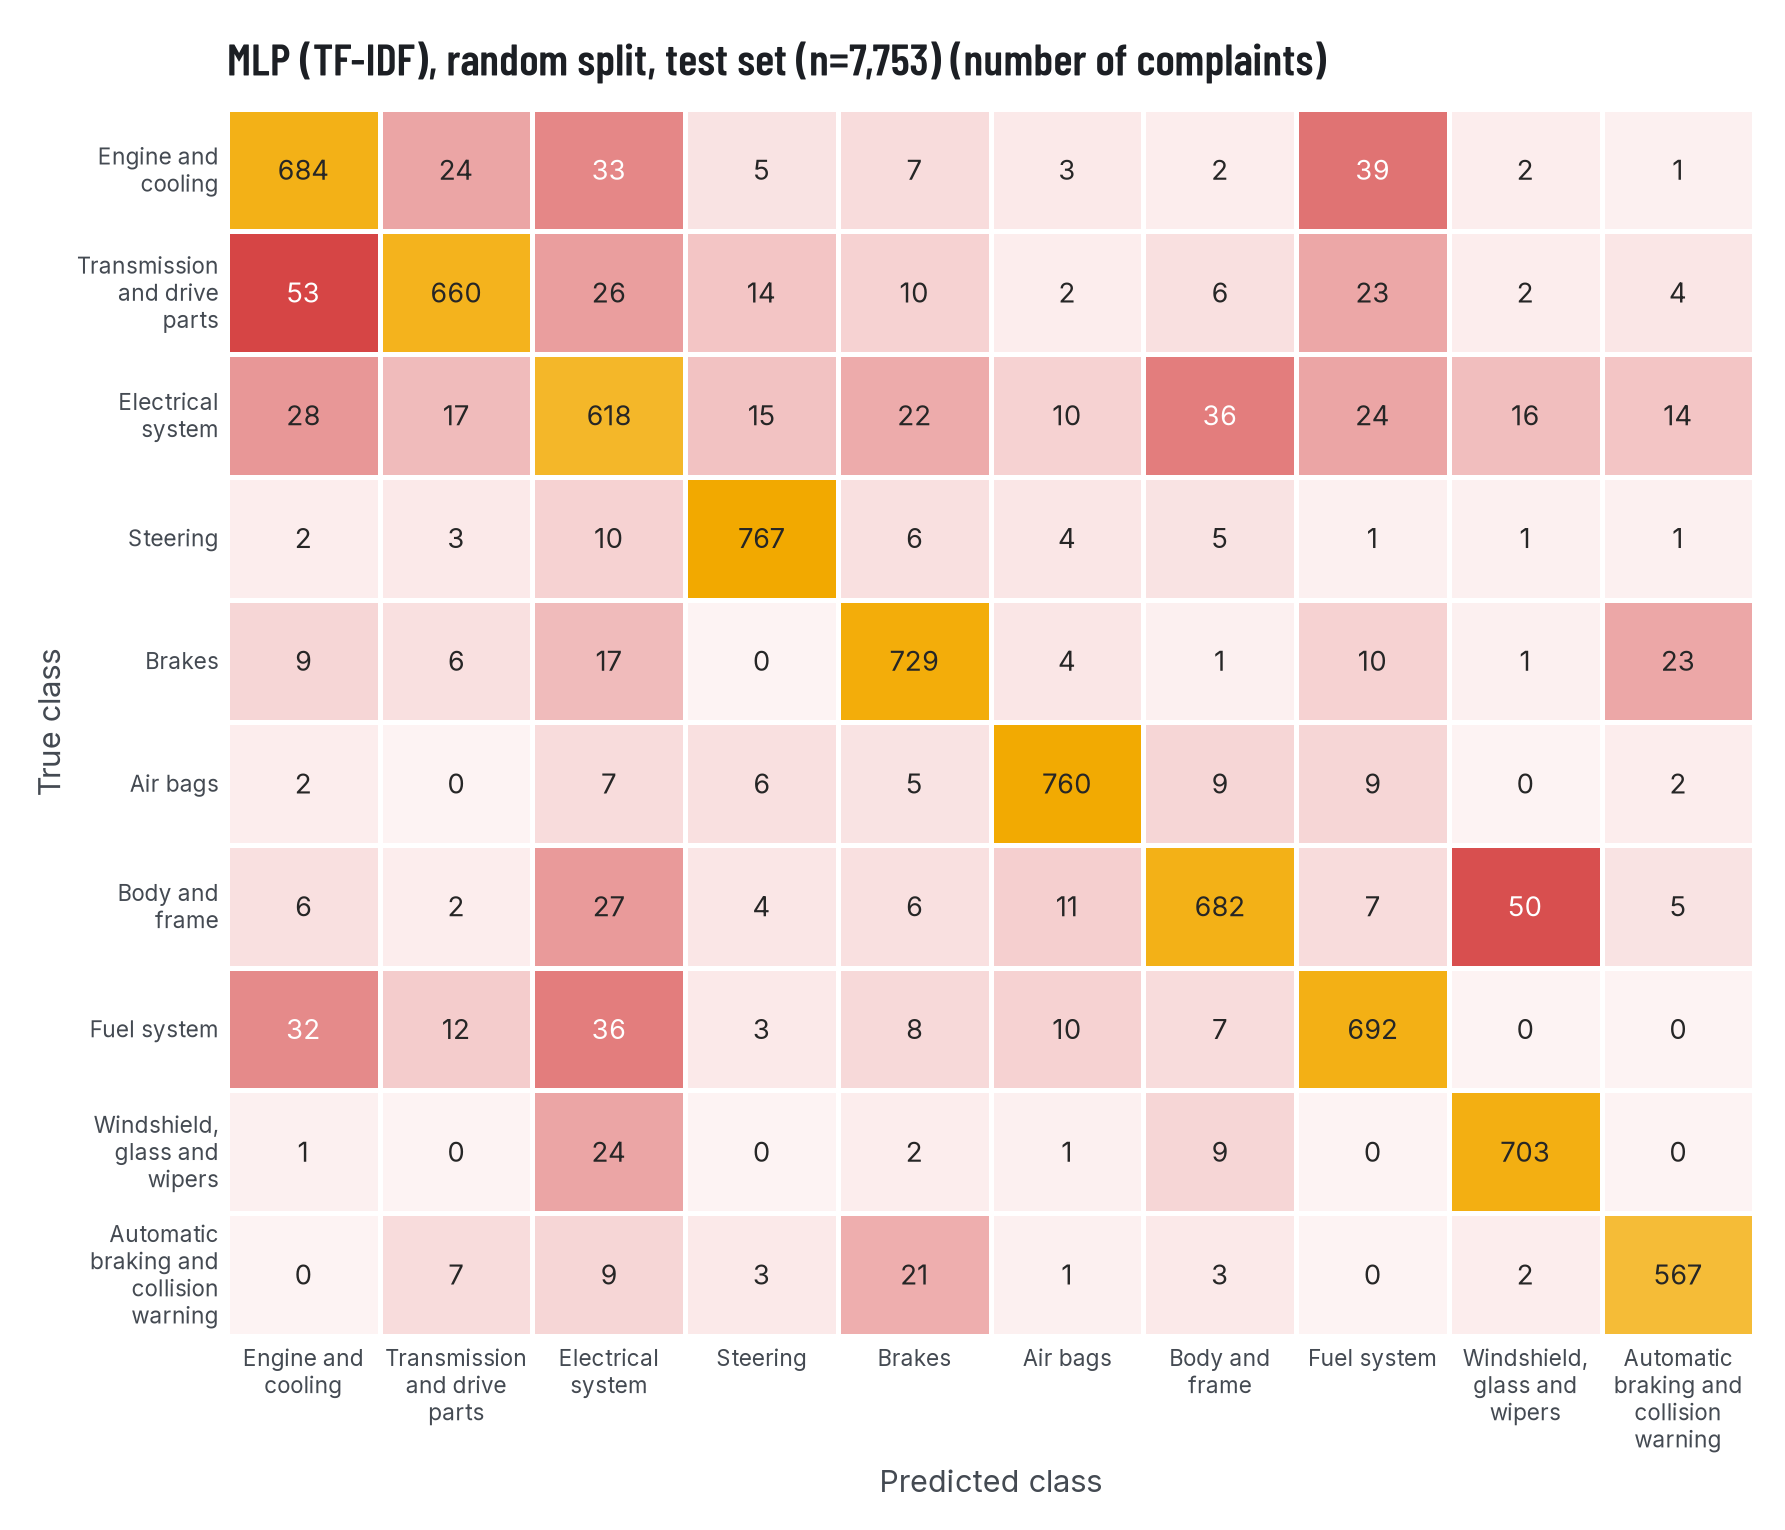 MLP (TF-IDF), random split, test set (n=7,753) (number of complaints)
Engine and
cooling
684 24 33 5 7 3 2 39 2 1
Transmission
and drive
parts
53 660 26 14 10 2 6 23 2 4
Electrical
system
28 17 618 15 22 10 36 24 16 14
Steering
2 3 10 767 6 4 5 1 1 1
Brakes
9 6 17 0 729 4 1 10 1 23
Air bags
2 0 7 6 5 760 9 9 0 2
Body and
frame
6 2 27 4 6 11 682 7 50 5
Fuel system
32 12 36 3 8 10 7 692 0 0
Windshield,
glass and
wipers
1 0 24 0 2 1 9 0 703 0
Automatic
braking and
collision
warning
0 7 9 3 21 1 3 0 2 567
True class
Engine and
cooling
Transmission
and drive
parts
Electrical
system
Steering
Brakes
Air bags
Body and
frame
Fuel system
Windshield,
glass and
wipers
Automatic
braking and
collision
warning
Predicted class